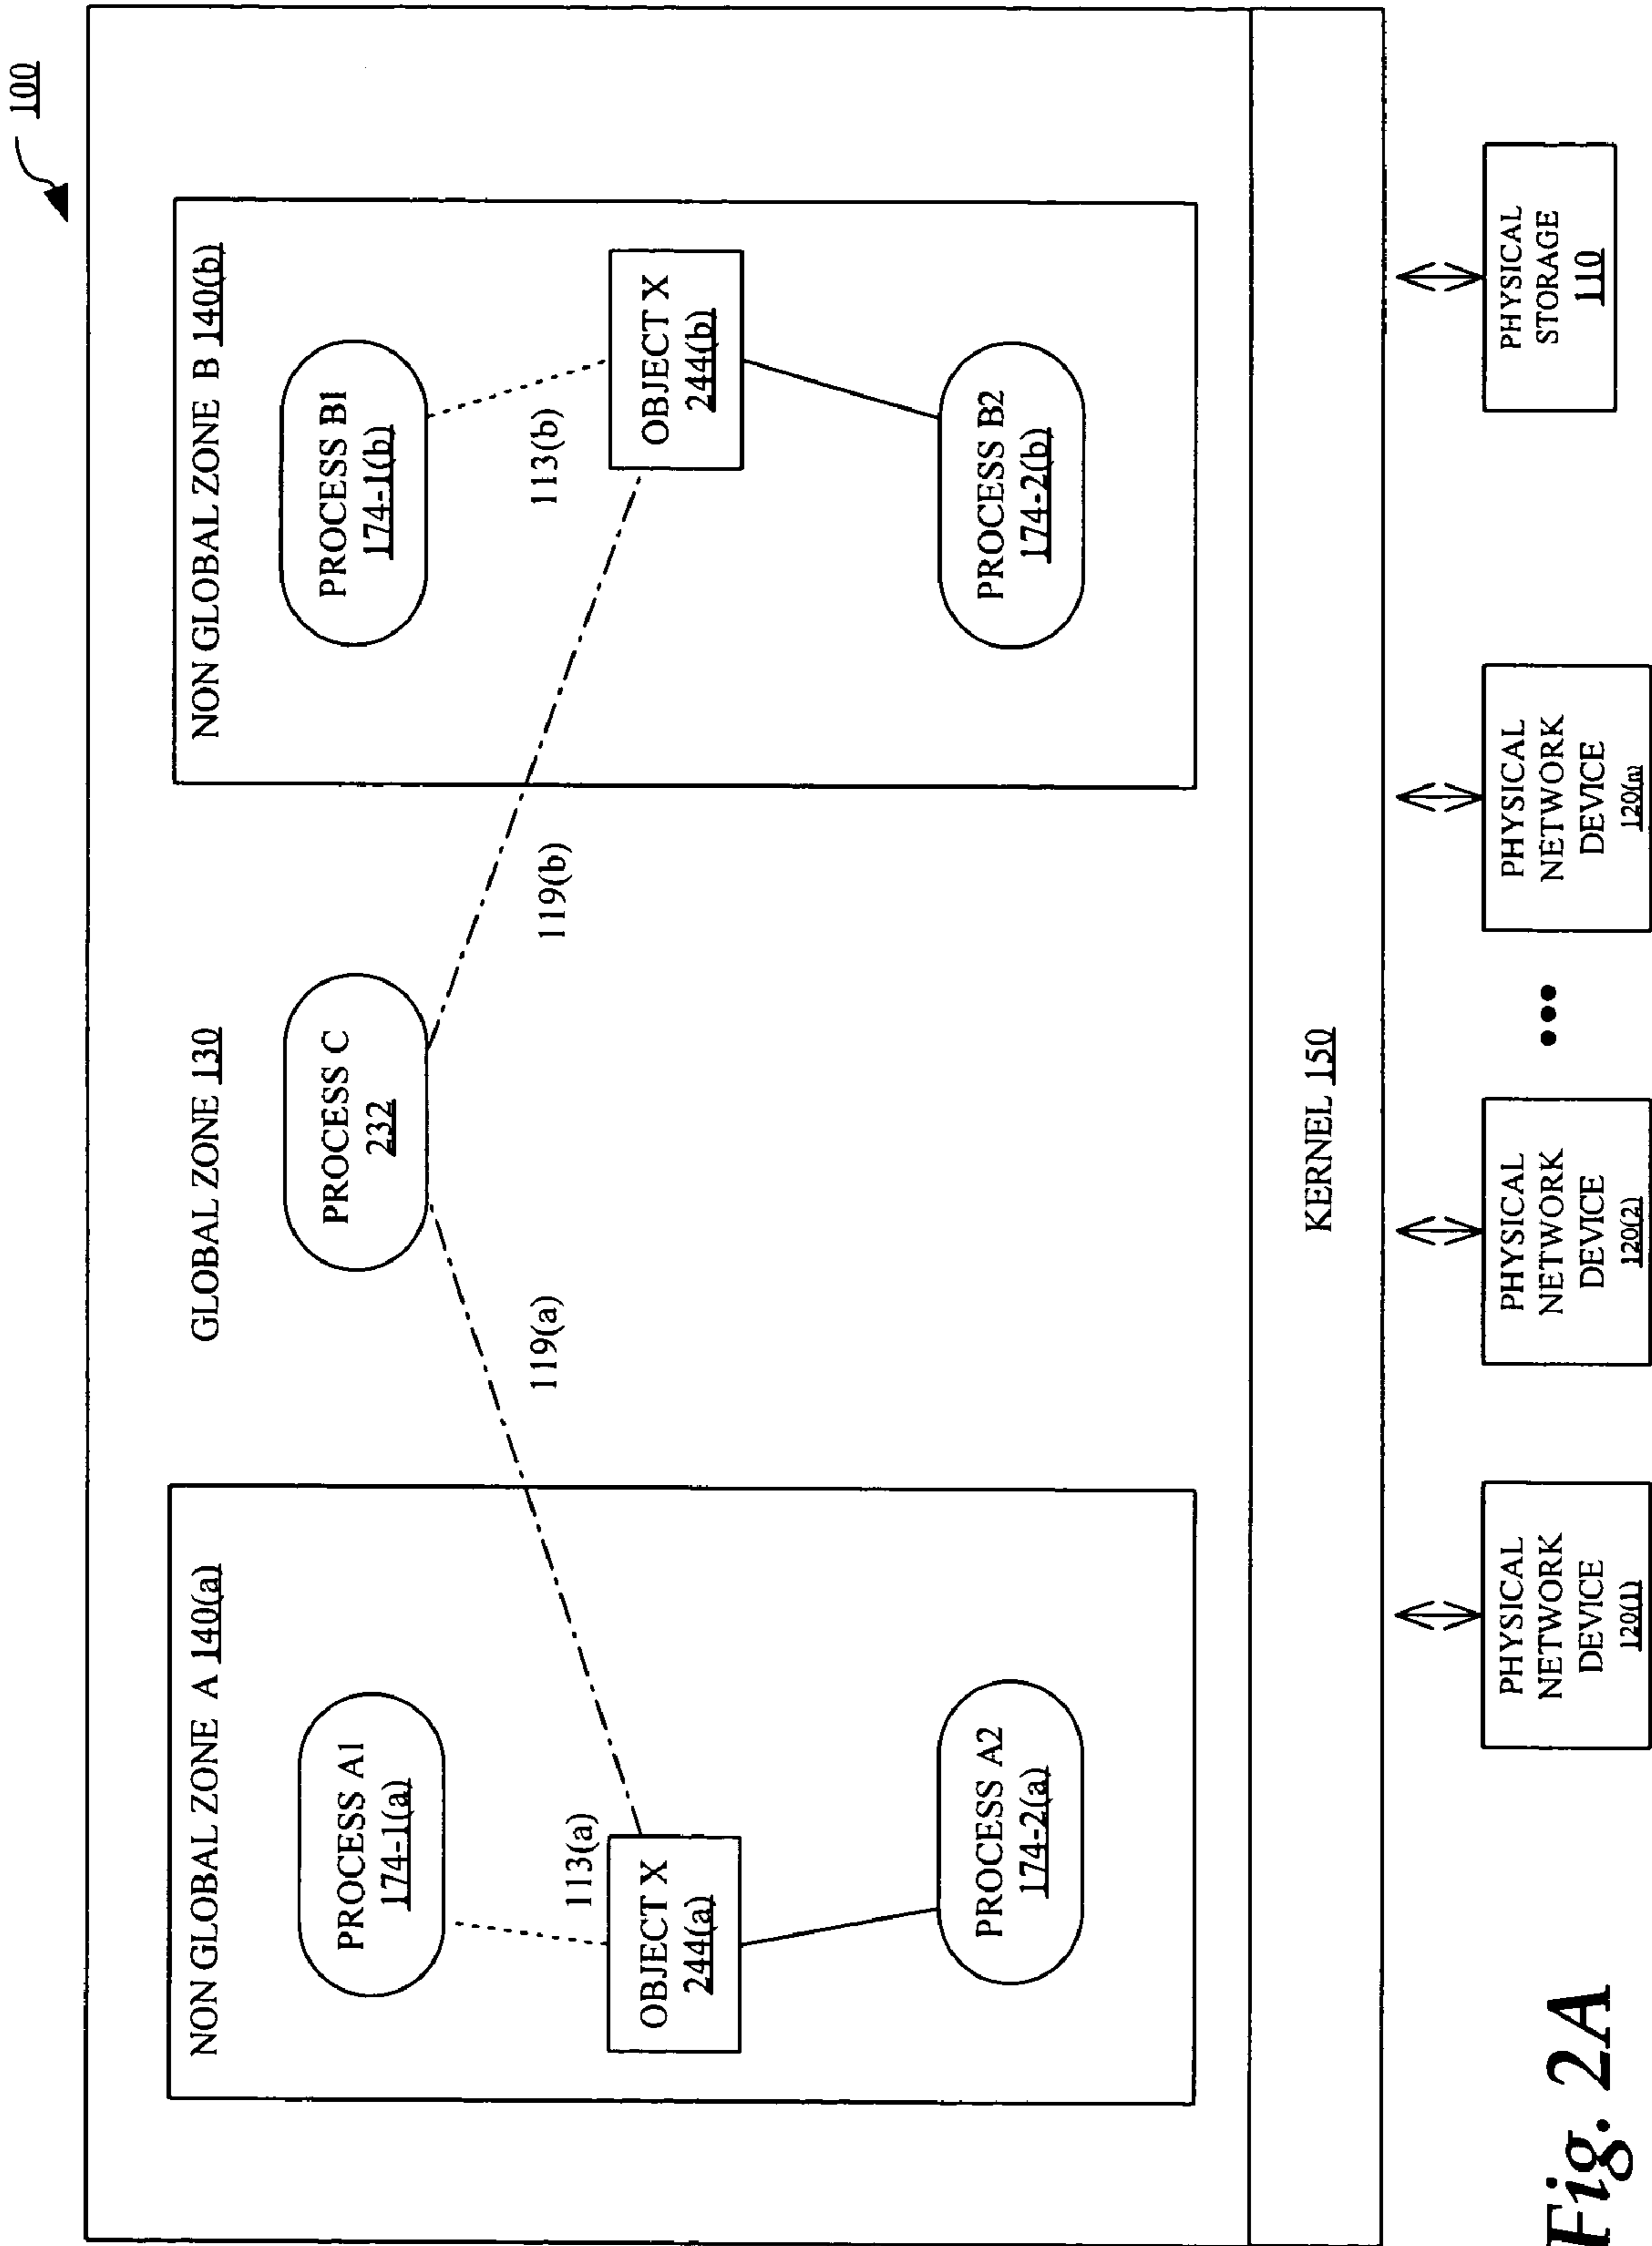 100
NON GLOBAL ZONE A 140(a)
GLOBAL ZONE 130
NON GLOBAL ZONE B 140(b)
PROCESS A1
174-1(a)
PROCESS C
232
PROCESS B1
174-1(b)
113(a)
119(a)
119(b)
113(b)
OBJECT X
244(a)
OBJECT X
244(b)
PROCESS A2
174-2(a)
PROCESS B2
174-2(b)
KERNEL 150
PHYSICAL
NETWORK
DEVICE
120(1)
PHYSICAL
NETWORK
DEVICE
120(2)
PHYSICAL
NETWORK
DEVICE
120(n)
PHYSICAL
STORAGE
110
Fig. 2A